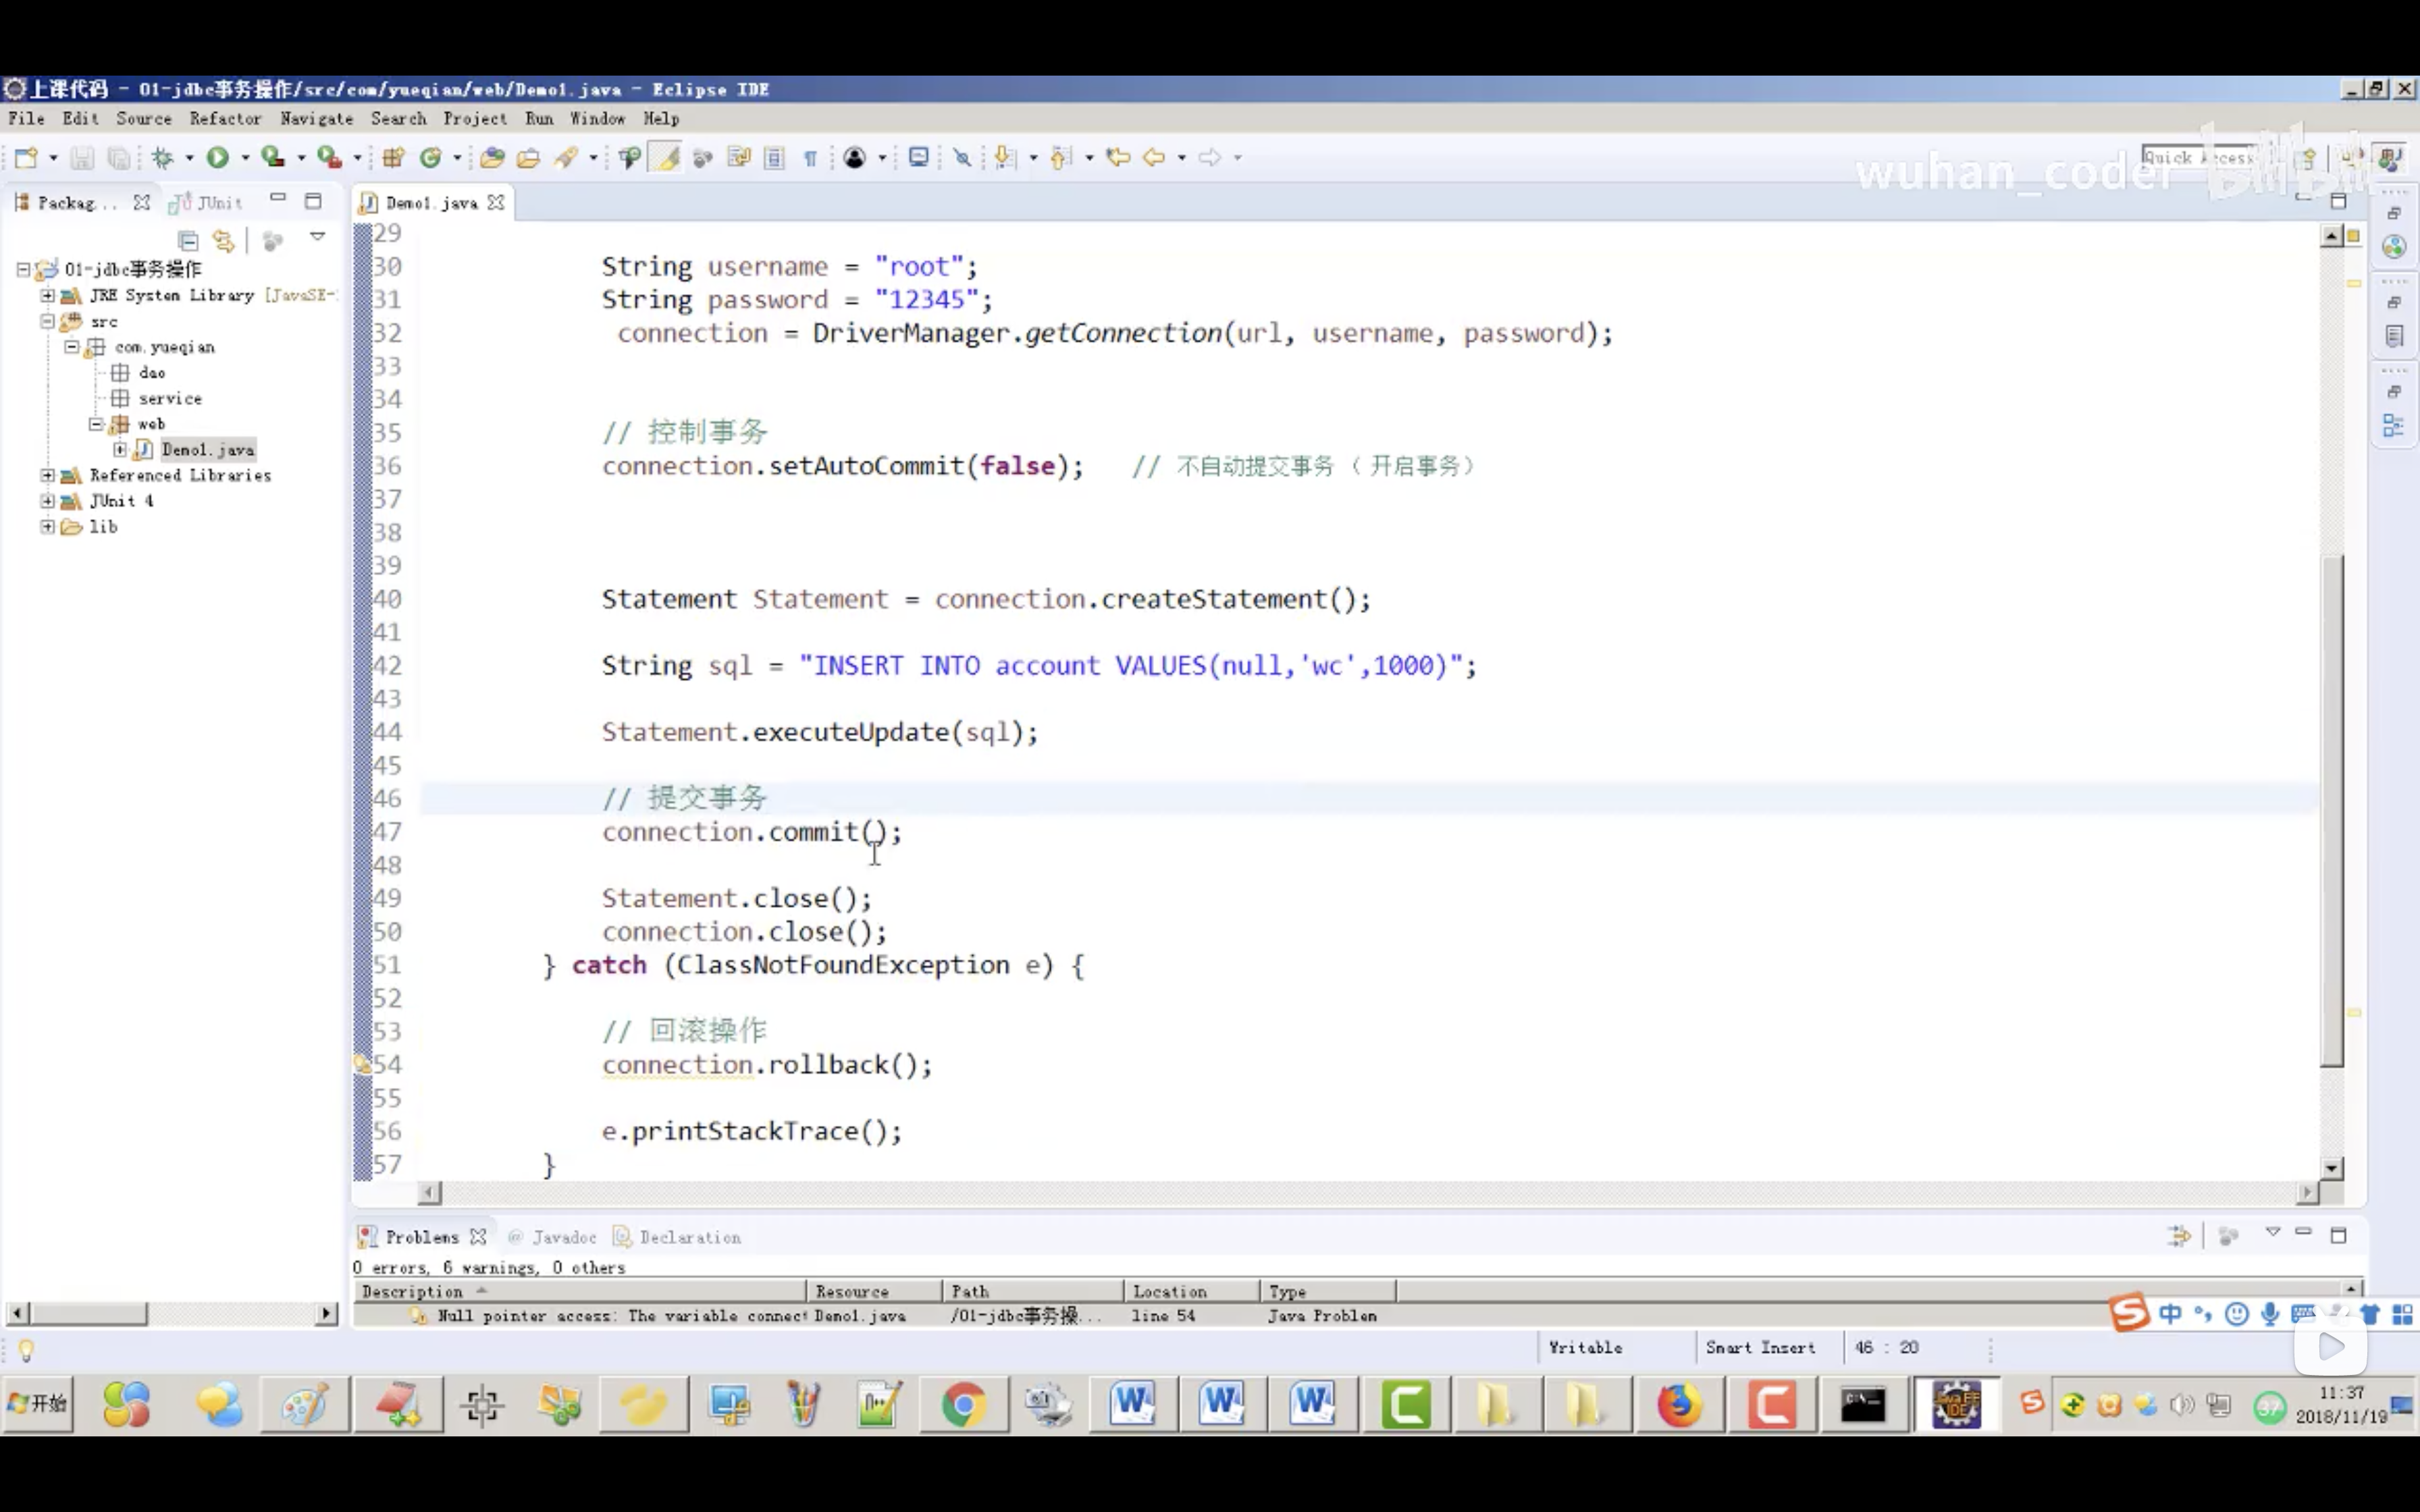 上课代码 - 01-jdbc事务操作/src/com/yueqian/web/Demo1.java - Eclipse IDE
File Edit Source Refactor Navigate Search Project Run Window Help
Quick Access
wuhan_coder
bilibili
Packag... JUnit
Demo1.java
01-jdbc事务操作
JRE System Library [JavaSE-
src
com.yueqian
dao
service
web
Demo1.java
Referenced Libraries
JUnit 4
lib
29
30 String username = "root";
31 String password = "12345";
32 connection = DriverManager.getConnection(url, username, password);
33
34
35 // 控制事务
36 connection.setAutoCommit(false); // 不自动提交事务 ( 开启事务)
37
38
39
40 Statement Statement = connection.createStatement();
41
42 String sql = "INSERT INTO account VALUES(null,'wc',1000)";
43
44 Statement.executeUpdate(sql);
45
46 // 提交事务
47 connection.commit();
48
49 Statement.close();
50 connection.close();
51 } catch (ClassNotFoundException e) {
52
53 // 回滚操作
54 connection.rollback();
55
56 e.printStackTrace();
57 }
Problems @ Javadoc Declaration
0 errors, 6 warnings, 0 others
Description Resource Path Location Type
Null pointer access: The variable connect Demo1.java /01-jdbc事务操... line 54 Java Problem
中
Writable Smart Insert 46 : 20
开始
37
11:37
2018/11/19